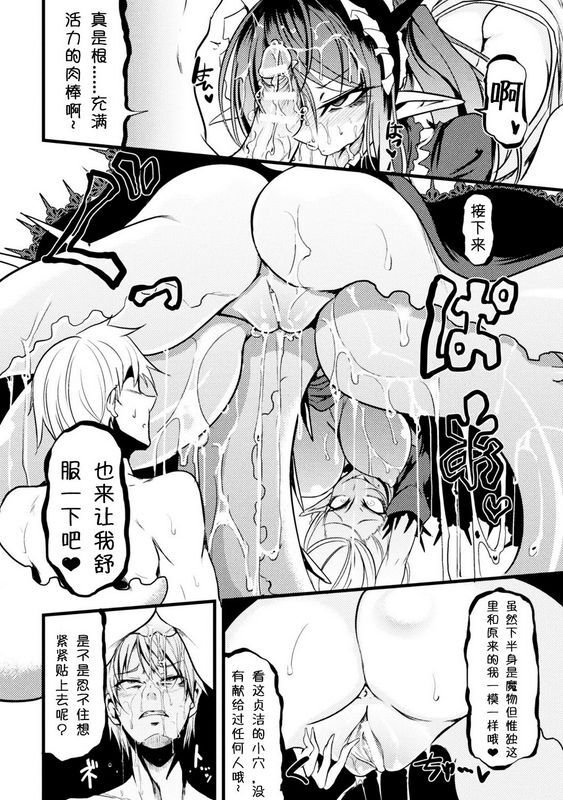 啊啊
真是根……充满
活力的肉棒啊~
接下来
也来让我舒
服一下吧♥
虽然下半身是魔物但惟独这
里和原来的我一模一样哦♥
看这贞洁的小穴，没
有献给过任何人哦~
是不是忍不住想
紧紧贴上去呢？